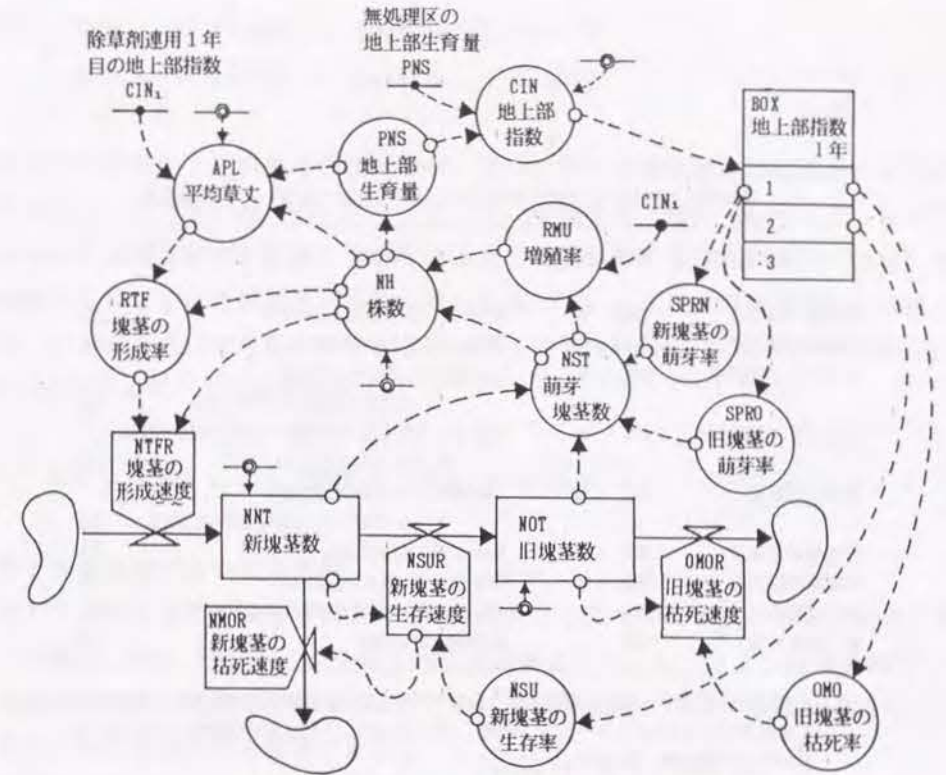 無処理区の
地上部生育量
PNS
除草剤連用1年
目の地上部指数
CIN₁
CIN
地上部
指数
BOX
地上部指数
1年
1
2
3
PNS
地上部
生育量
APL
平均草丈
RMU
増殖率
CIN₁
NH
株数
RTF
塊茎の
形成率
SPRN
新塊茎の
萌芽率
NST
萌芽
塊茎数
SPRO
旧塊茎の
萌芽率
NTFR
塊茎の
形成速度
NNT
新塊茎数
NOT
旧塊茎数
NSUR
新塊茎の
生存速度
OMOR
旧塊茎の
枯死速度
NMOR
新塊茎の
枯死速度
NSU
新塊茎の
生存率
OMO
旧塊茎の
枯死率